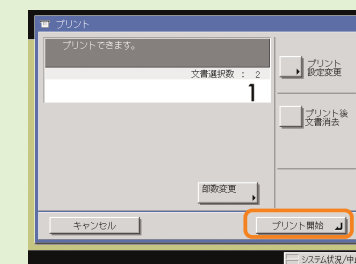 プリント
プリントできます。
文書選択数 : 2
1
プリント
設定変更
プリント後
文書消去
部数変更
キャンセル
プリント開始
システム状況/中止